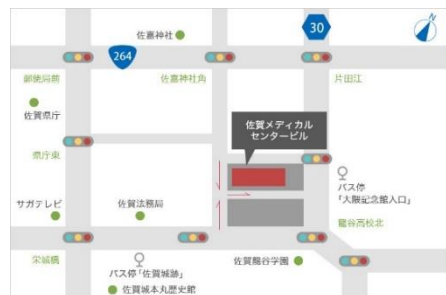 佐嘉神社
30
264
郵便局前
佐嘉神社角
片田江
佐賀県庁
佐賀メディカル
センタービル
県庁東
バス停
「大隈記念館入口」
サガテレビ
佐賀法務局
龍谷高校北
栄城橋
バス停「佐賀城跡」
佐賀龍谷学園
佐賀城本丸歴史館